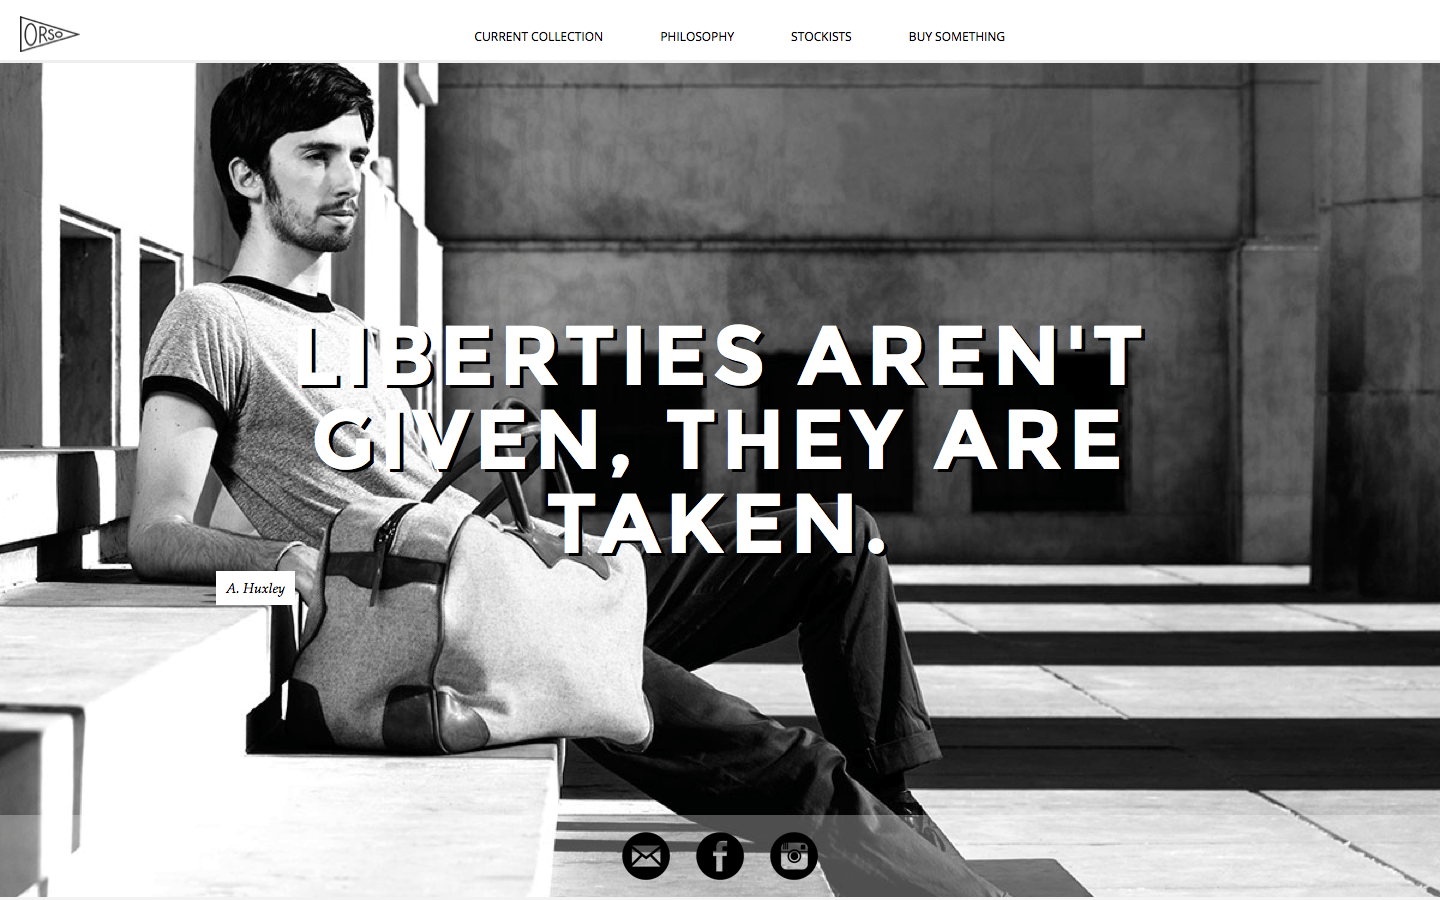 ORSO
CURRENT COLLECTION
PHILOSOPHY
STOCKISTS
BUY SOMETHING
LIBERTIES AREN'T
GIVEN, THEY ARE
TAKEN.
A. Huxley